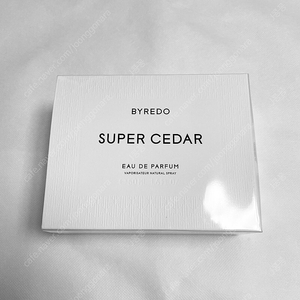 BYREDO
SUPER CEDAR
EAU DE PARFUM
VAPORISATEUR NATURAL SPRAY